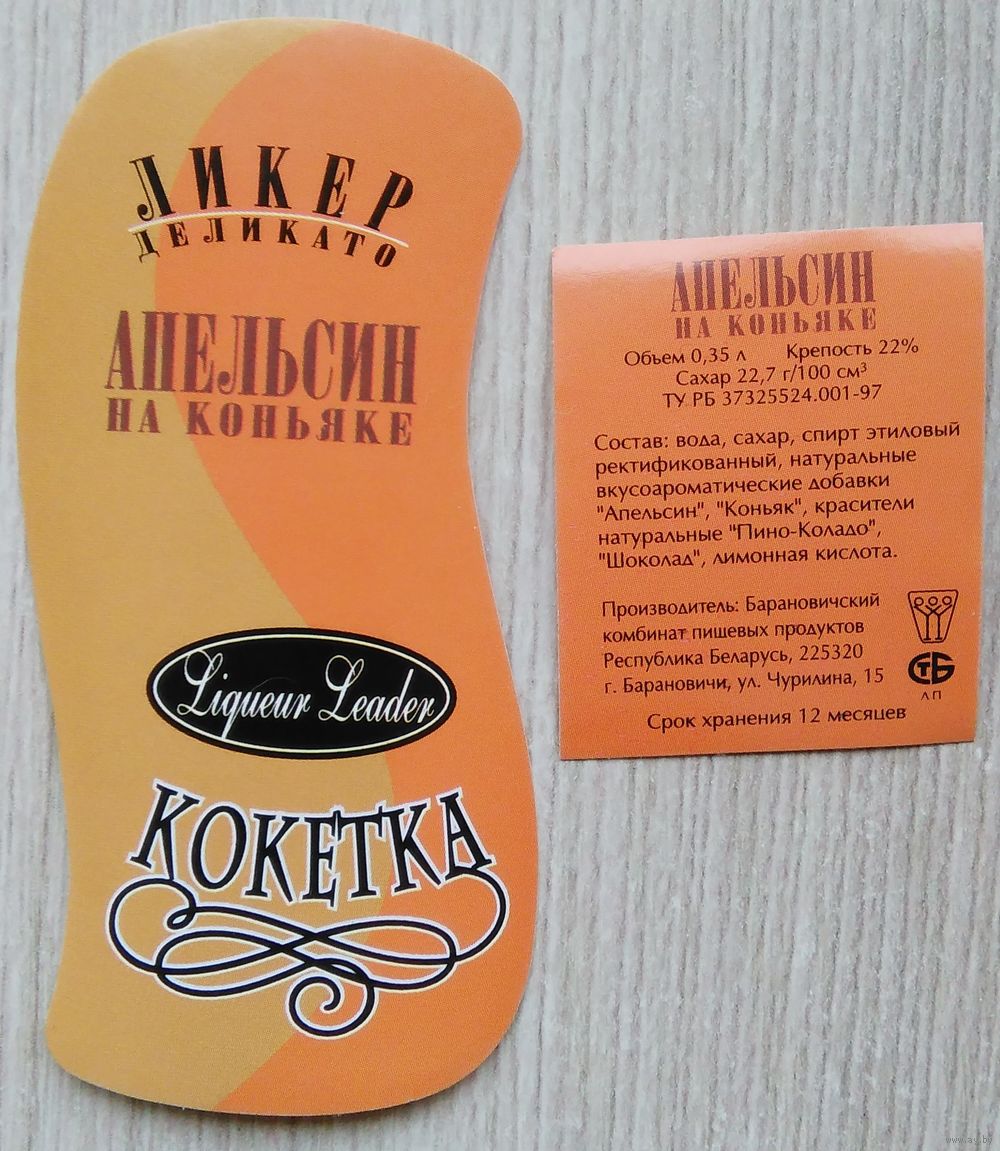 ЛИКЕР
ДЕЛИКАТО
АПЕЛЬСИН
НА КОНЬЯКЕ
Liqueur Leader
КОКЕТКА
АПЕЛЬСИН
НА КОНЬЯКЕ
Объем 0,35 л Крепость 22%
Сахар 22,7 г/100 см³
ТУ РБ 37325524.001-97
Состав: вода, сахар, спирт этиловый
ректификованный, натуральные
вкусоароматические добавки
"Апельсин", "Коньяк", красители
натуральные "Пино-Коладо",
"Шоколад", лимонная кислота.
Производитель: Барановичский
комбинат пищевых продуктов
Республика Беларусь, 225320
г. Барановичи, ул. Чурилина, 15
СТБ
ЛП
Срок хранения 12 месяцев
www.ay.by